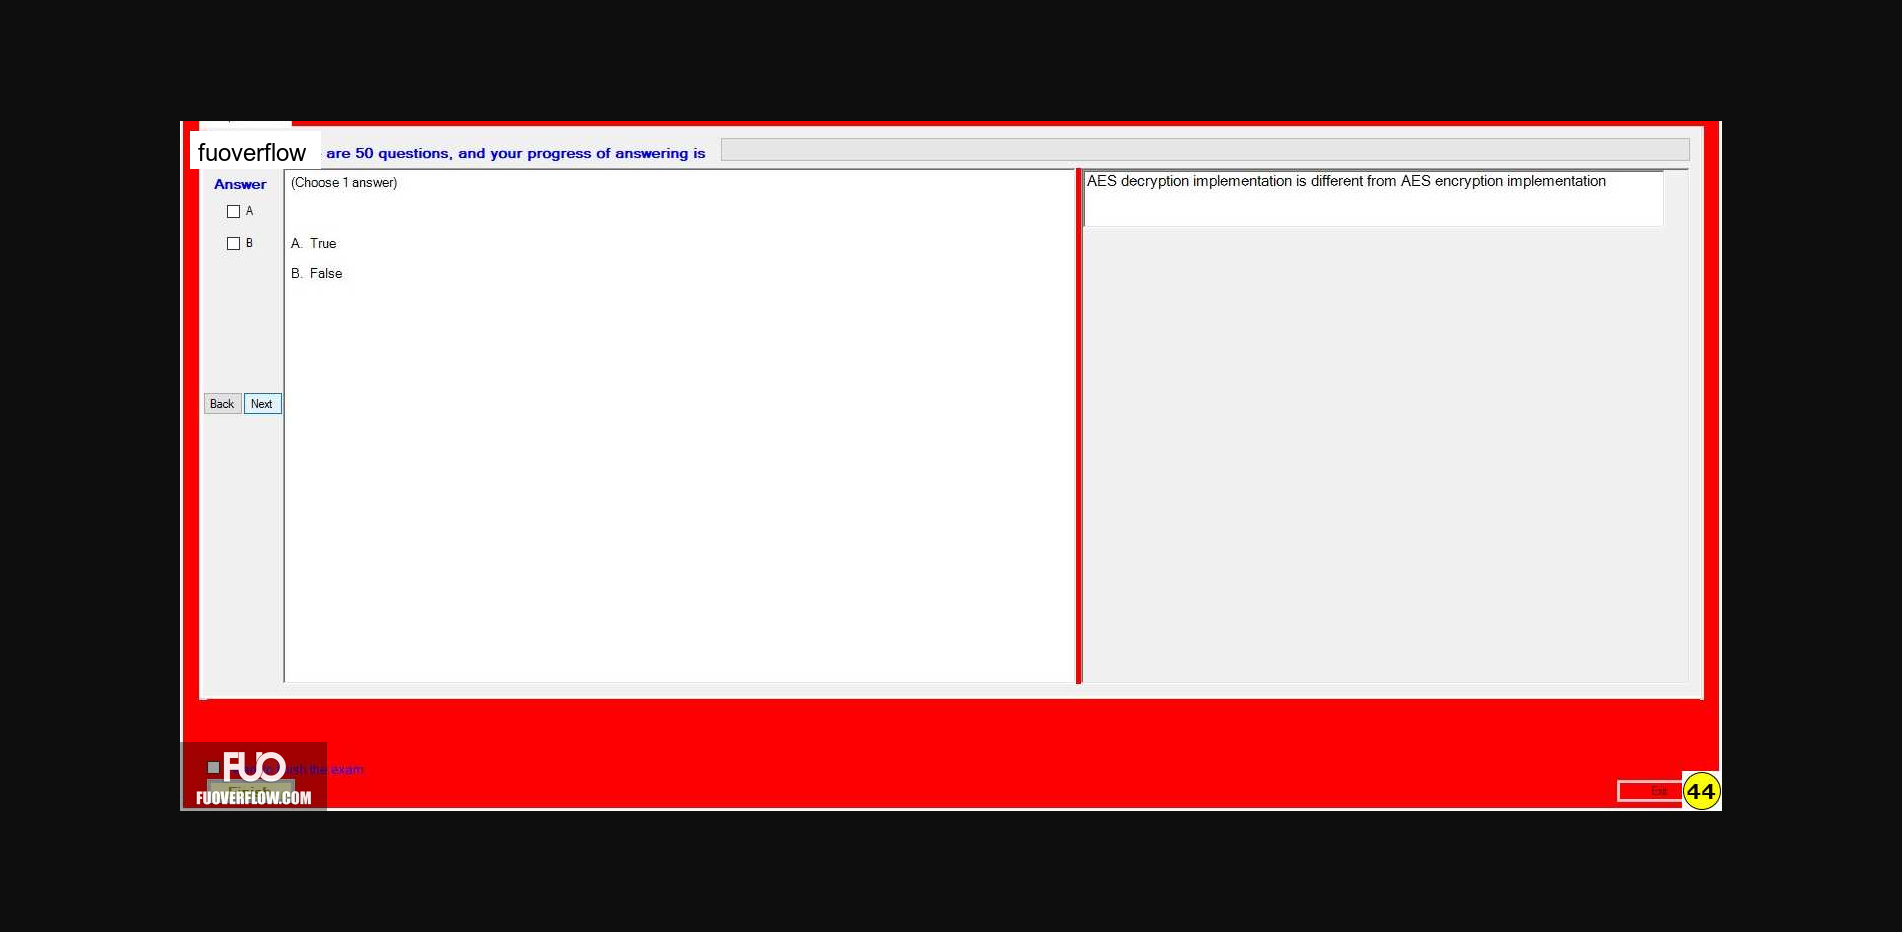 fuoverflow are 50 questions, and your progress of answering is
Answer
(Choose 1 answer)
AES decryption implementation is different from AES encryption implementation
A
B
A. True
B. False
Back Next
the exam
FUO
FUOVERFLOW.COM
Finish
Exit
44